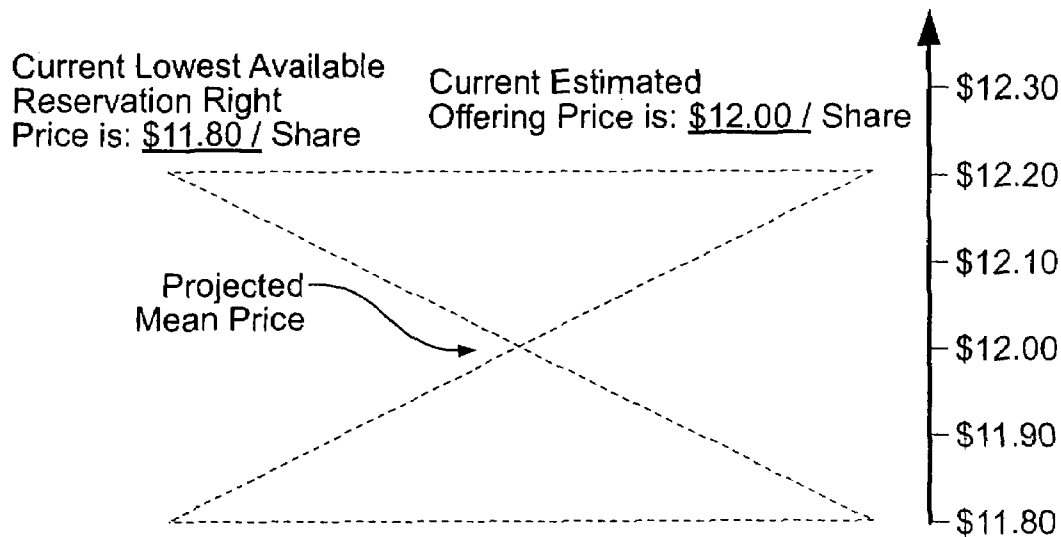 Current Lowest Available
Reservation Right
Price is: $11.80 / Share
Current Estimated
Offering Price is: $12.00 / Share
$12.30
$12.20
$12.10
Projected
Mean Price
$12.00
$11.90
$11.80